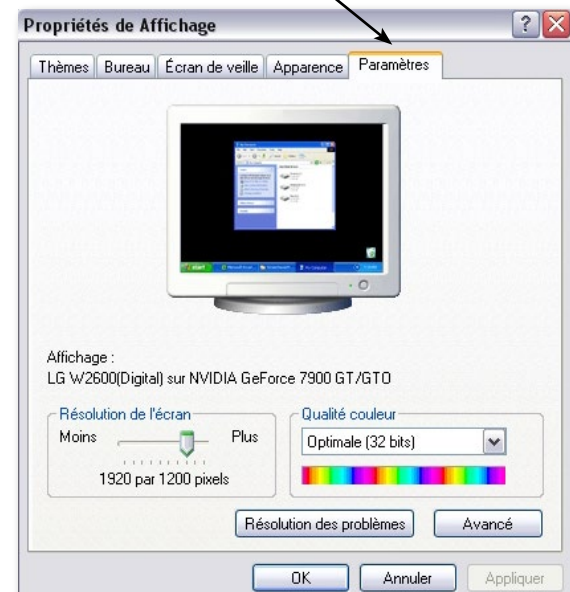 Propriétés de Affichage
Thèmes Bureau Écran de veille Apparence Paramètres
start
Affichage :
LG W2600(Digital) sur NVIDIA GeForce 7900 GT/GTO
Résolution de l'écran
Moins Plus
1920 par 1200 pixels
Qualité couleur
Optimale (32 bits)
Résolution des problèmes Avancé
OK Annuler Appliquer